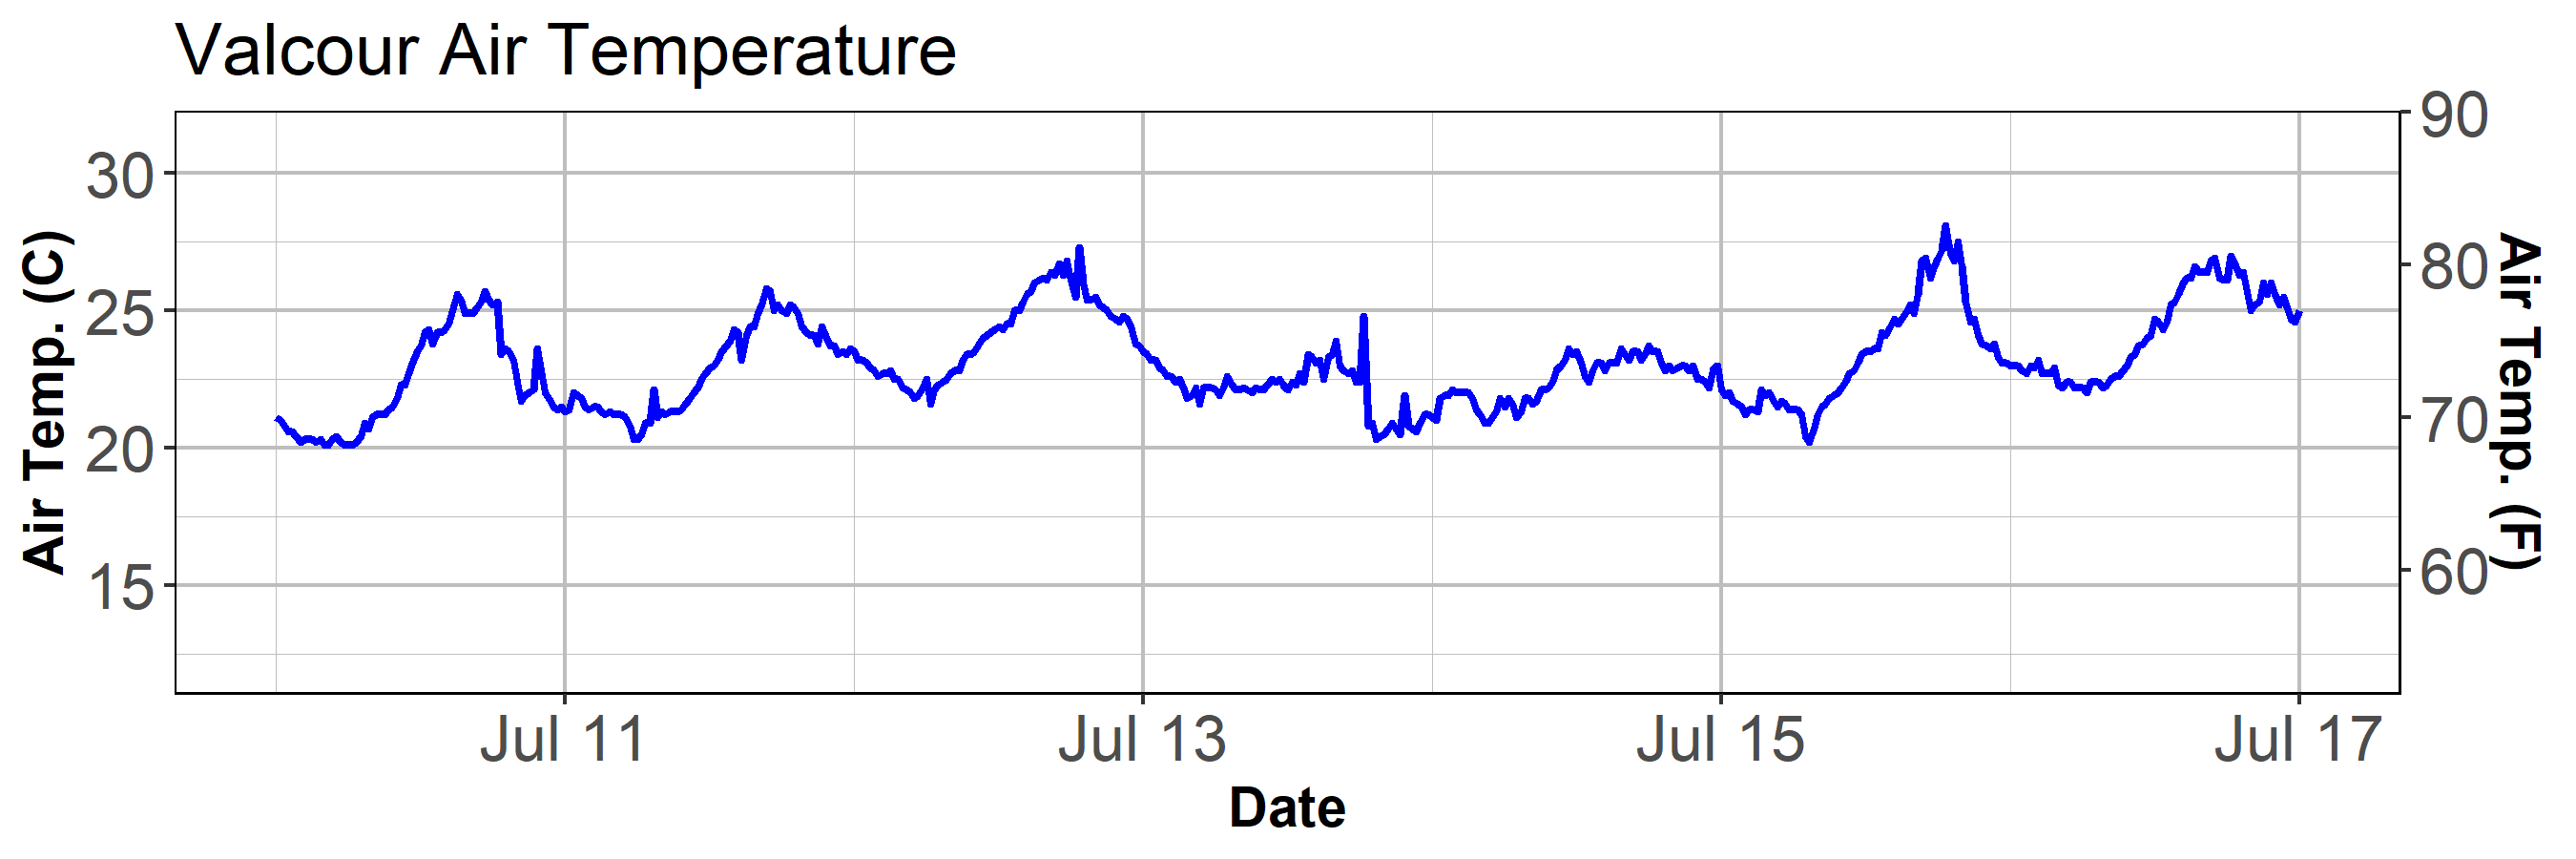 Valcour Air Temperature
Air Temp. (C)
30
25
20
15
90
80
70
60
Air Temp. (F)
Jul 11 Jul 13 Jul 15 Jul 17
Date